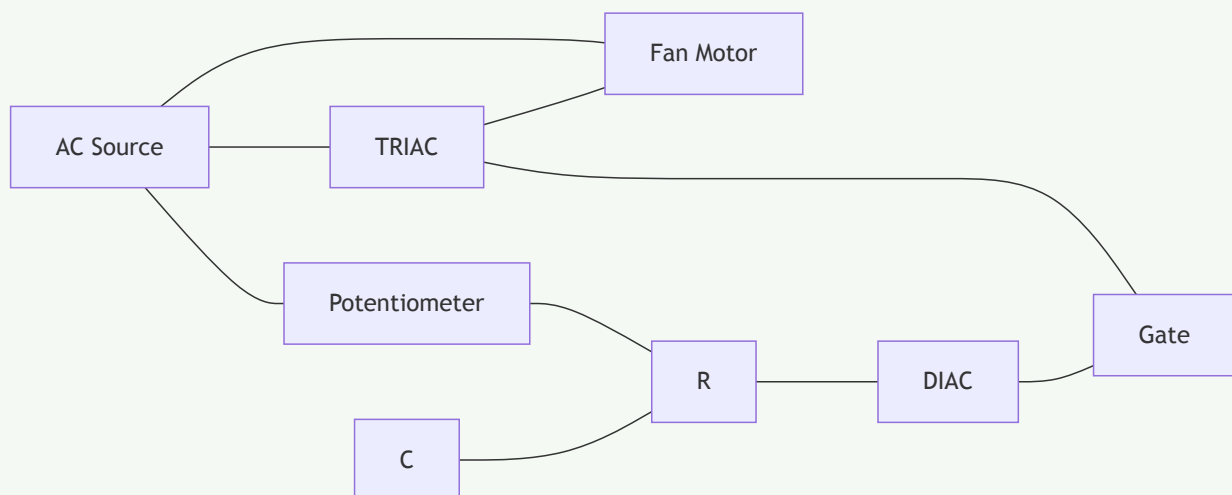 Fan Motor
AC Source
TRIAC
Potentiometer
Gate
R
DIAC
C